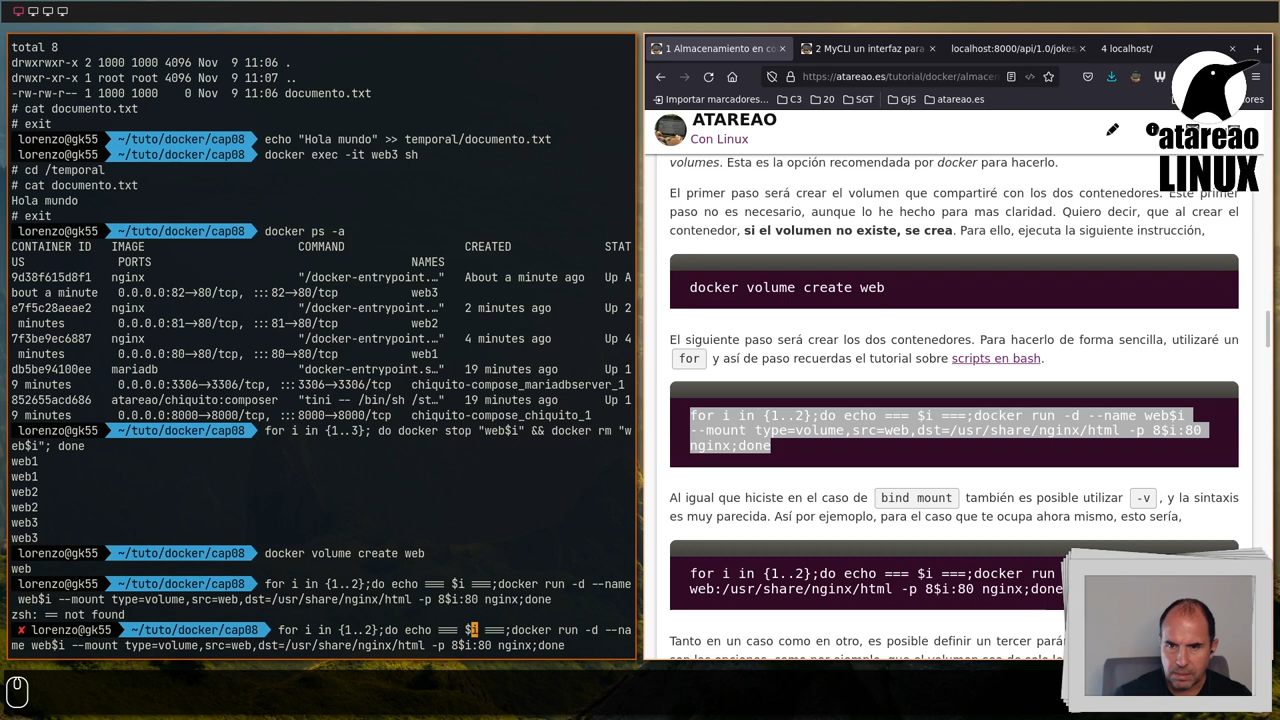 total 8
drwxrwxr-x 2 1000 1000 4096 Nov  9 11:06 .
drwxr-xr-x 1 root root 4096 Nov  9 11:07 ..
-rw-rw-r-- 1 1000 1000    0 Nov  9 11:06 documento.txt
# cat documento.txt
# exit
lorenzo@gk55 ~/tuto/docker/cap08 echo "Hola mundo" >> temporal/documento.txt
lorenzo@gk55 ~/tuto/docker/cap08 docker exec -it web3 sh
# cd /temporal
# cat documento.txt
Hola mundo
# exit
lorenzo@gk55 ~/tuto/docker/cap08 docker ps -a
CONTAINER ID   IMAGE                     COMMAND                  CREATED              STAT
US             PORTS                                       NAMES
9d38f615d8f1   nginx                     "/docker-entrypoint.…"   About a minute ago   Up A
bout a minute   0.0.0.0:82→80/tcp, :::82→80/tcp           web3
e7f5c28aeae2   nginx                     "/docker-entrypoint.…"   2 minutes ago        Up 2
 minutes        0.0.0.0:81→80/tcp, :::81→80/tcp           web2
7f3be9ec6887   nginx                     "/docker-entrypoint.…"   4 minutes ago        Up 4
 minutes        0.0.0.0:80→80/tcp, :::80→80/tcp           web1
db5be94100ee   mariadb                   "docker-entrypoint.s…"   19 minutes ago       Up 1
9 minutes       0.0.0.0:3306→3306/tcp, :::3306→3306/tcp   chiquito-compose_mariadbserver_1
852655acd686   atareao/chiquito:composer   "tini -- /bin/sh /st…"   19 minutes ago       Up 1
9 minutes       0.0.0.0:8000→8000/tcp, :::8000→8000/tcp   chiquito-compose_chiquito_1
lorenzo@gk55 ~/tuto/docker/cap08 for i in {1..3}; do docker stop "web$i" && docker rm "w
eb$i"; done
web1
web1
web2
web2
web3
web3
lorenzo@gk55 ~/tuto/docker/cap08 docker volume create web
web
lorenzo@gk55 ~/tuto/docker/cap08 for i in {1..2};do echo === $i ===;docker run -d --name
 web$i --mount type=volume,src=web,dst=/usr/share/nginx/html -p 8$i:80 nginx;done
zsh: == not found
✘ lorenzo@gk55 ~/tuto/docker/cap08 for i in {1..2};do echo === $i ===;docker run -d --na
me web$i --mount type=volume,src=web,dst=/usr/share/nginx/html -p 8$i:80 nginx;done
1 Almacenamiento en co × 2 MyCLI un interfaz para × localhost:8000/api/1.0/jokes × 4 localhost/ × +
https://atareao.es/tutorial/docker/almacen
Importar marcadores... C3 20 SGT GJS atareao.es
ATAREAO
Con Linux
atareao
LINUX
volumes. Esta es la opción recomendada por docker para hacerlo.
El primer paso será crear el volumen que compartiré con los dos contenedores. Este primer
paso no es necesario, aunque lo he hecho para mas claridad. Quiero decir, que al crear el
contenedor, si el volumen no existe, se crea. Para ello, ejecuta la siguiente instrucción,
docker volume create web
El siguiente paso será crear los dos contenedores. Para hacerlo de forma sencilla, utilizaré un
for y así de paso recuerdas el tutorial sobre scripts en bash.
for i in {1..2};do echo === $i ===;docker run -d --name web$i
--mount type=volume,src=web,dst=/usr/share/nginx/html -p 8$i:80
nginx;done
Al igual que hiciste en el caso de bind mount también es posible utilizar -v, y la sintaxis
es muy parecida. Así por ejemplo, para el caso que te ocupa ahora mismo, esto sería,
for i in {1..2};do echo === $i ===;docker run
web:/usr/share/nginx/html -p 8$i:80 nginx;done
Tanto en un caso como en otro, es posible definir un tercer